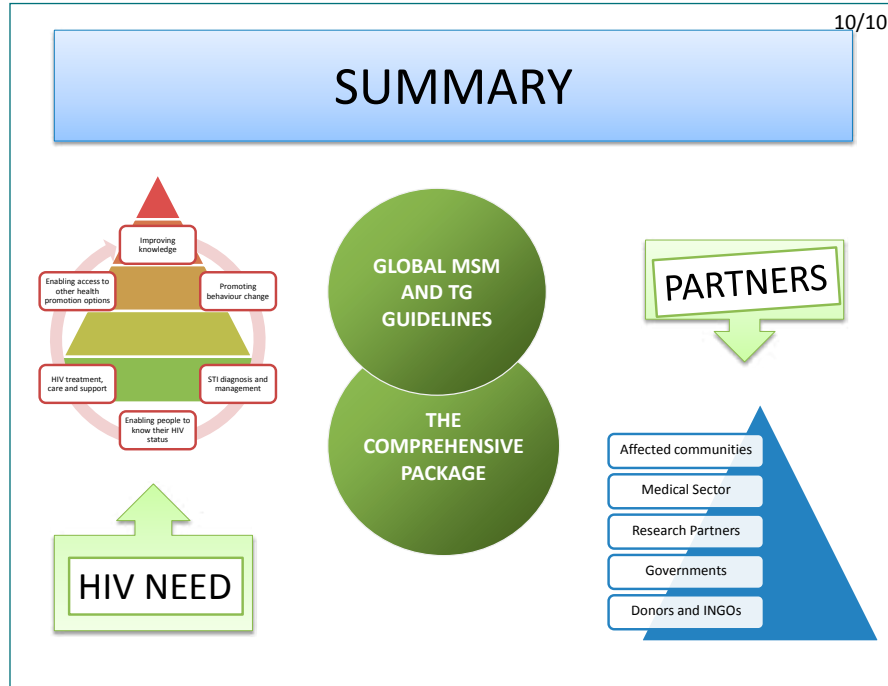 10/10
SUMMARY
Improving
knowledge
Enabling access to
other health
promotion options
Promoting
behaviour change
HIV treatment,
care and support
STI diagnosis and
management
Enabling people to
know their HIV
status
HIV NEED
GLOBAL MSM
AND TG
GUIDELINES
THE
COMPREHENSIVE
PACKAGE
PARTNERS
Affected communities
Medical Sector
Research Partners
Governments
Donors and INGOs